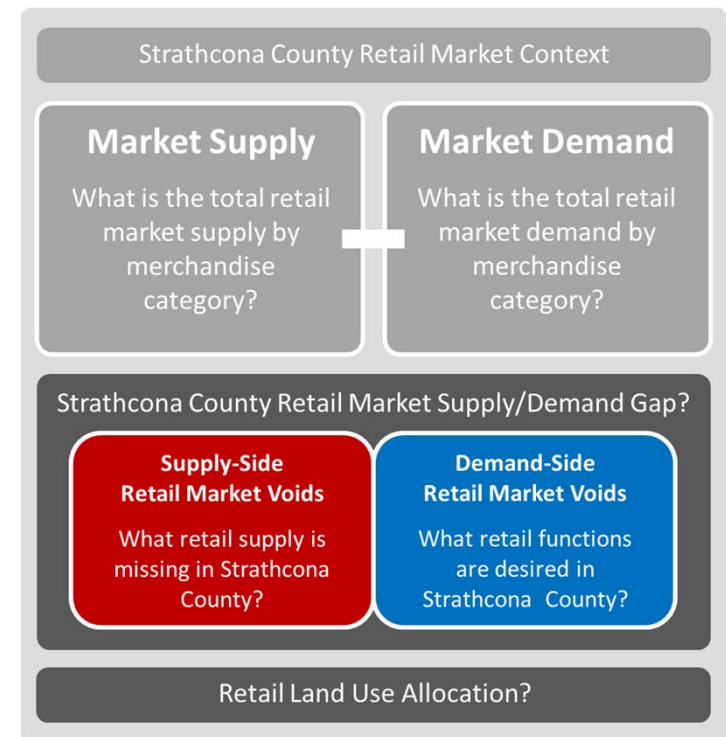 Strathcona County Retail Market Context
Market Supply
What is the total retail
market supply by
merchandise
category?
Market Demand
What is the total retail
market demand by
merchandise
category?
Strathcona County Retail Market Supply/Demand Gap?
Supply-Side
Retail Market Voids
What retail supply is
missing in Strathcona
County?
Demand-Side
Retail Market Voids
What retail functions
are desired in
Strathcona County?
Retail Land Use Allocation?